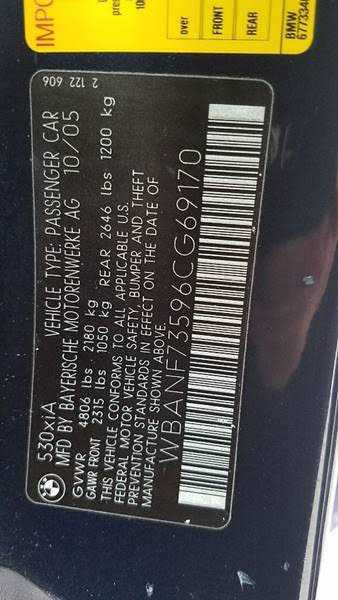 530xiA VEHICLE TYPE: PASSENGER CAR
MFD BY BAYERISCHE MOTORENWERKE AG 10/05
GVWR 4806 lbs 2180 kg
GAWR FRONT 2315 lbs 1050 kg REAR 2646 lbs 1200 kg
THIS VEHICLE CONFORMS TO ALL APPLICABLE U.S.
FEDERAL MOTOR VEHICLE SAFETY, BUMPER AND THEFT
PREVENTION STANDARDS IN EFFECT ON THE DATE OF
MANUFACTURE SHOWN ABOVE.
WBANF73596CG69170
2 122 606
over
FRONT
REAR
BMW